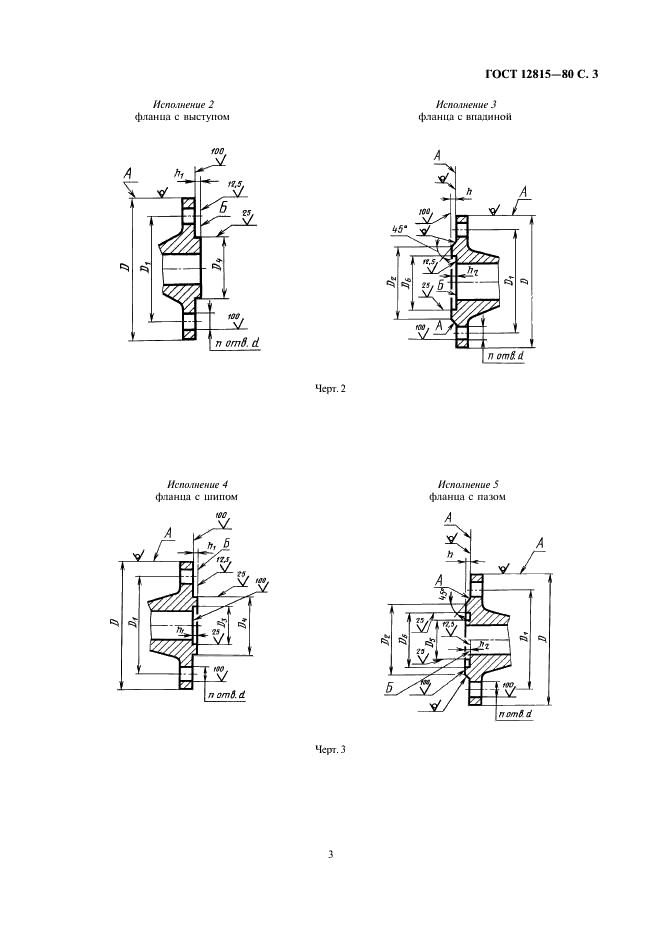 ГОСТ 12815—80 С. 3
Исполнение 2
фланца с выступом
100
h₁
A
12,5
Б
25
D
D₁
D₄
100
n отв. d
Исполнение 3
фланца с впадиной
A
h
A
100
45°
12,5
h₂
D₂
D₆
Б
25
D₁
D
A
100
n отв. d
Черт. 2
Исполнение 4
фланца с шипом
100
A
h₁
Б
12,5
25
100
D
D₁
h₁
25
D₃
D₄
100
n отв. d
Исполнение 5
фланца с пазом
A
h
A
A
45°
25
12,5
h₂
D₂
D₆
D₅
25
D₁
D
Б
100
100
n отв. d
Черт. 3
3